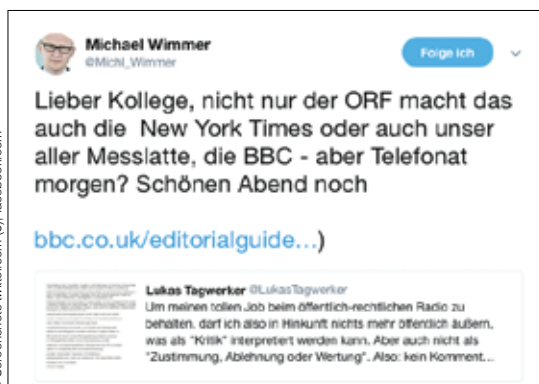 Michael Wimmer
@Michl_Wimmer
Folge ich
Lieber Kollege, nicht nur der ORF macht das
auch die New York Times oder auch unser
aller Messlatte, die BBC - aber Telefonat
morgen? Schönen Abend noch
bbc.co.uk/editorialguide…)
Lukas Tagwerker @LukasTagwerker
Um meinen tollen Job beim öffentlich-rechtlichen Radio zu
behalten, darf ich also in Hinkunft nichts mehr öffentlich äußern,
was als "Kritik" interpretiert werden kann. Aber auch nicht als
"Zustimmung, Ablehnung oder Wertung". Also: kein Komment...